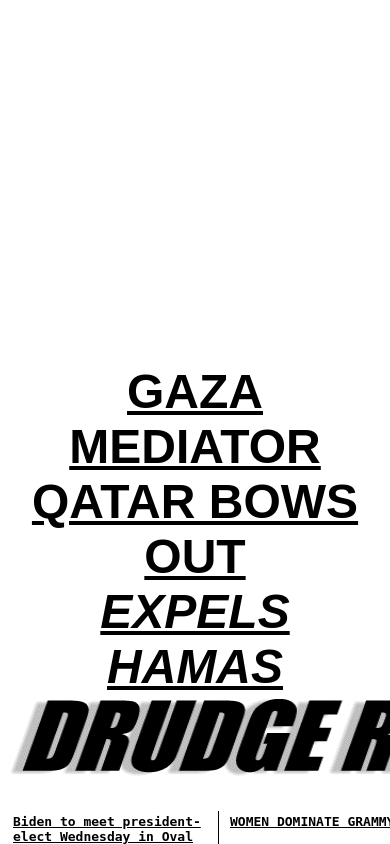 GAZA
MEDIATOR
QATAR BOWS
OUT
EXPELS
HAMAS
DRUDGE R
Biden to meet president-
elect Wednesday in Oval
WOMEN DOMINATE GRAMMY